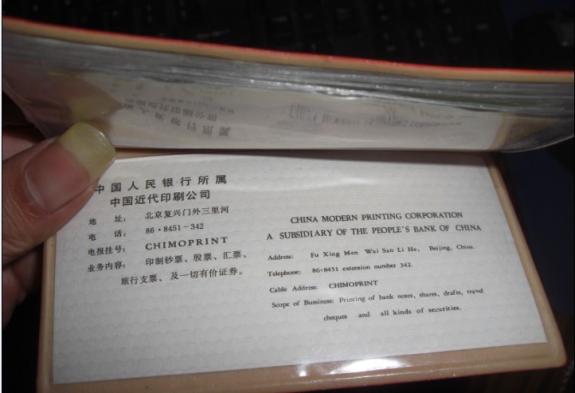 中国人民银行所属
中国近代印刷公司
地 址: 北京复兴门外三里河
电 话: 86·8451-342
电报挂号: CHIMOPRINT
业务内容: 印制钞票、股票、汇票、
旅行支票、及一切有价证券。
CHINA MODERN PRINTING CORPORATION
A SUBSIDIARY OF THE PEOPLE'S BANK OF CHINA
Address: Fu Xing Men Wai San Li He, Beijing, China.
Telephone: 86-8451 extension number 342.
Cable Address: CHIMOPRINT
Scope of Business: Printing of bank notes, shares, drafts, travel
cheques and all kinds of securities.